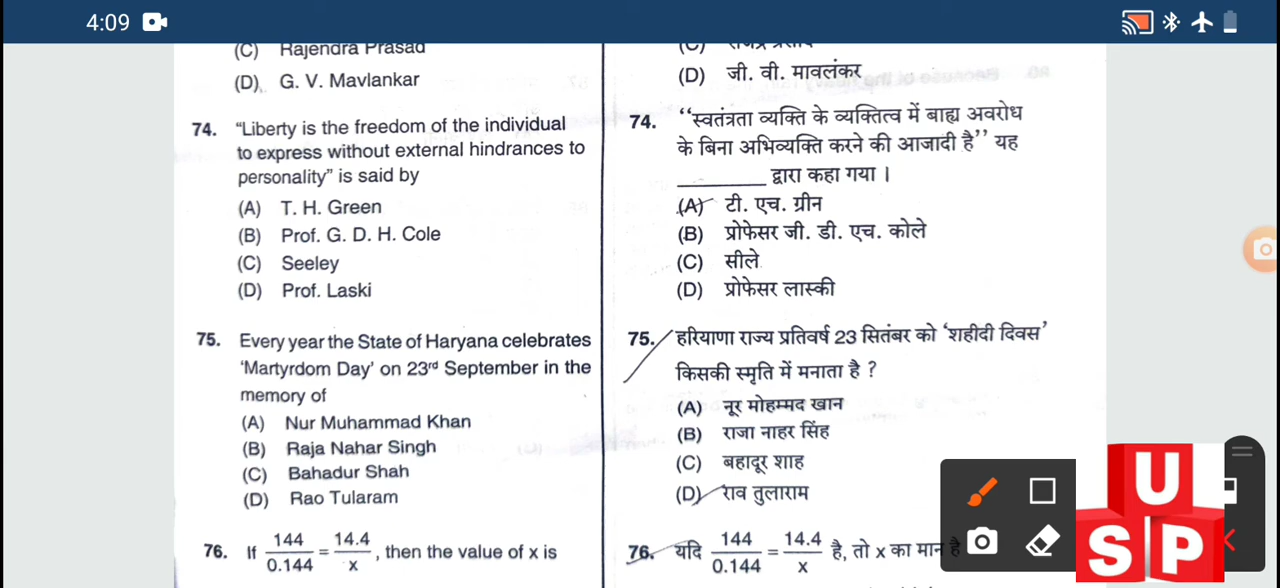 4:09
(C) Rajendra Prasad
(D) G. V. Mavlankar
74. "Liberty is the freedom of the individual
to express without external hindrances to
personality" is said by
(A) T. H. Green
(B) Prof. G. D. H. Cole
(C) Seeley
(D) Prof. Laski
75. Every year the State of Haryana celebrates
'Martyrdom Day' on 23rd September in the
memory of
(A) Nur Muhammad Khan
(B) Raja Nahar Singh
(C) Bahadur Shah
(D) Rao Tularam
76. If 144/0.144 = 14.4/x, then the value of x is
(D) जी. वी. मावलंकर
74. ‘‘स्वतंत्रता व्यक्ति के व्यक्तित्व में बाह्य अवरोध
के बिना अभिव्यक्ति करने की आजादी है’’ यह
________ द्वारा कहा गया ।
(A) टी. एच. ग्रीन
(B) प्रोफेसर जी. डी. एच. कोले
(C) सीले
(D) प्रोफेसर लास्की
75. हरियाणा राज्य प्रतिवर्ष 23 सितंबर को ‘शहीदी दिवस’
किसकी स्मृति में मनाता है ?
(A) नूर मोहम्मद खान
(B) राजा नाहर सिंह
(C) बहादूर शाह
(D) राव तुलाराम
76. यदि 144/0.144 = 14.4/x है, तो x का मान है
U
S P